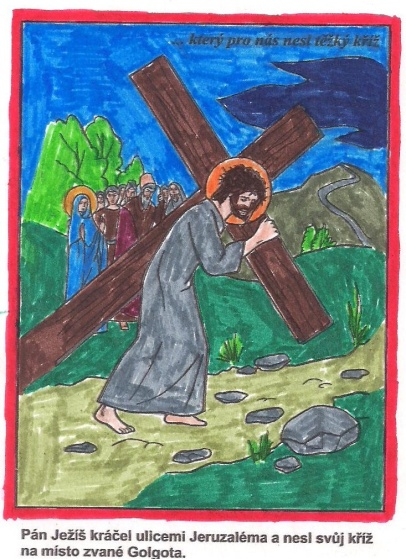 ... který pro nás nesl těžký kříž
Pán Ježíš kráčel ulicemi Jeruzaléma a nesl svůj kříž
na místo zvané Golgota.